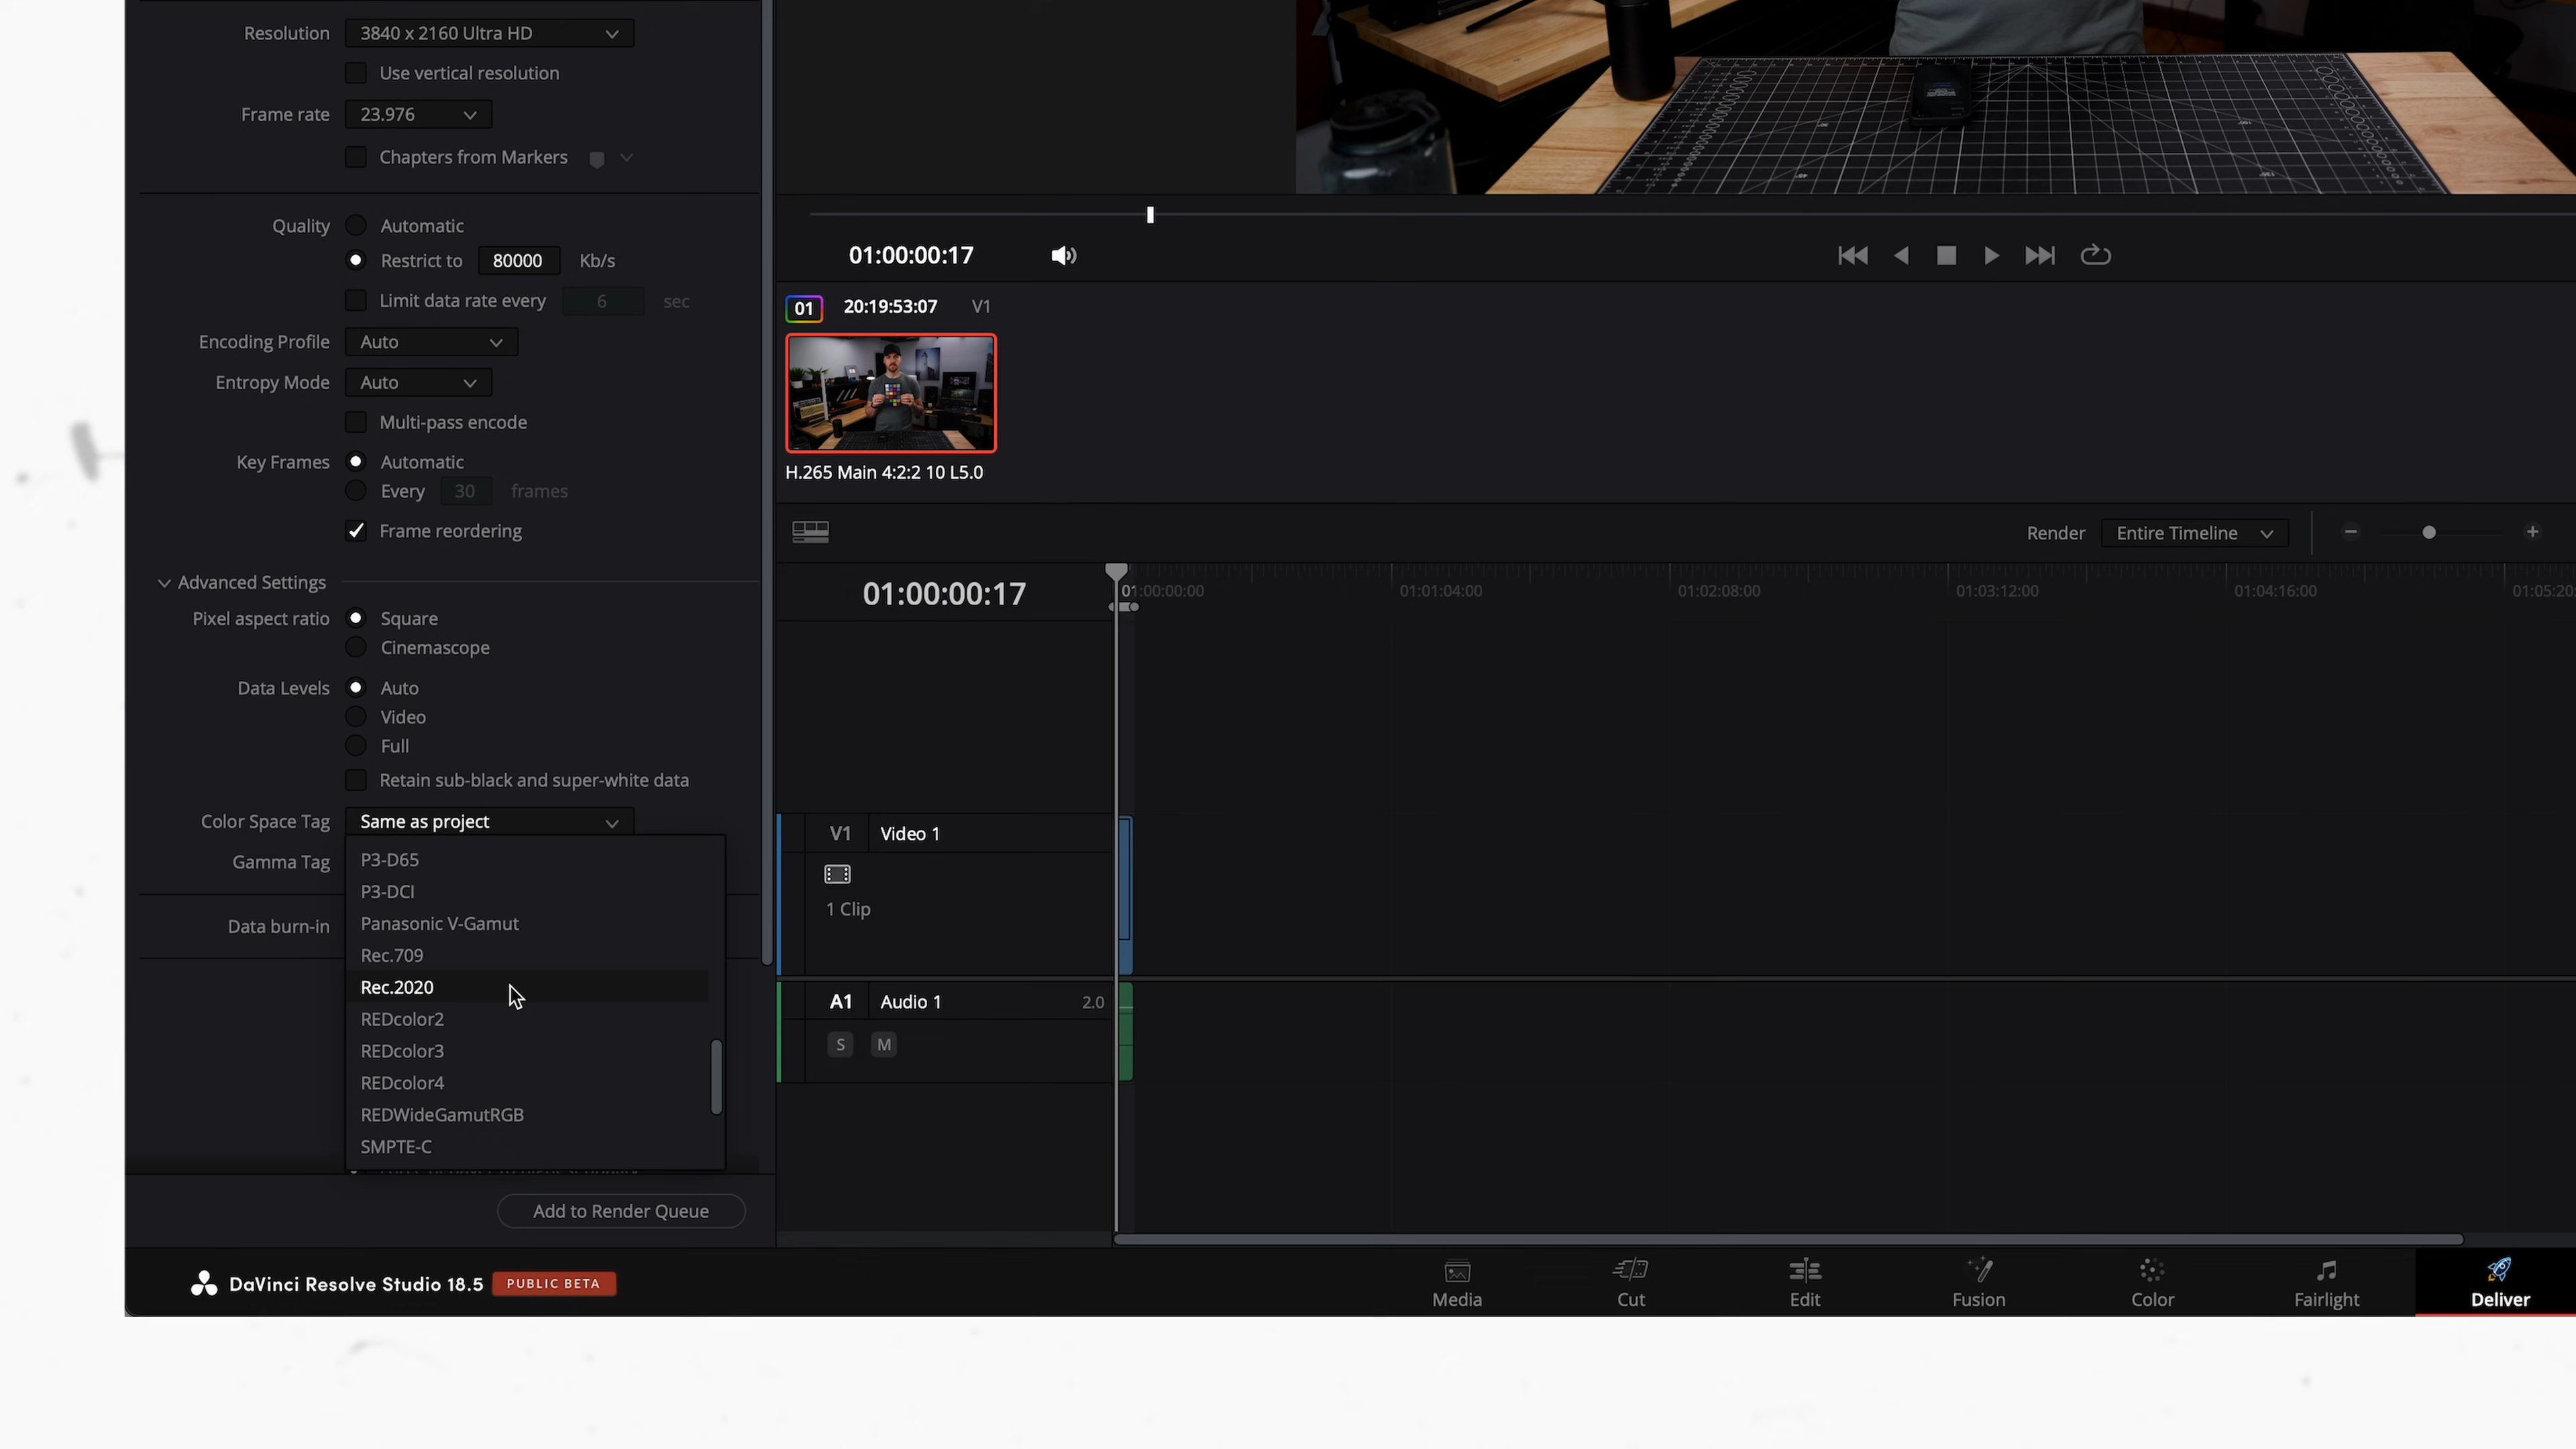 Resolution 3840 x 2160 Ultra HD
Use vertical resolution
Frame rate 23.976
Chapters from Markers
Quality Automatic
Restrict to 80000 Kb/s
Limit data rate every 6 sec
Encoding Profile Auto
Entropy Mode Auto
Multi-pass encode
Key Frames Automatic
Every 30 frames
Frame reordering
Advanced Settings
Pixel aspect ratio Square
Cinemascope
Data Levels Auto
Video
Full
Retain sub-black and super-white data
Color Space Tag Same as project
Gamma Tag
Data burn-in
P3-D65
P3-DCI
Panasonic V-Gamut
Rec.709
Rec.2020
REDcolor2
REDcolor3
REDcolor4
REDWideGamutRGB
SMPTE-C
Add to Render Queue
01:00:00:17
01 20:19:53:07 V1
H.265 Main 4:2:2 10 L5.0
Render Entire Timeline
01:00:00:17
01:00:00:00 01:01:04:00 01:02:08:00 01:03:12:00 01:04:16:00 01:05:20:
V1 Video 1
1 Clip
A1 Audio 1 2.0
S M
DaVinci Resolve Studio 18.5 PUBLIC BETA
Media Cut Edit Fusion Color Fairlight Deliver